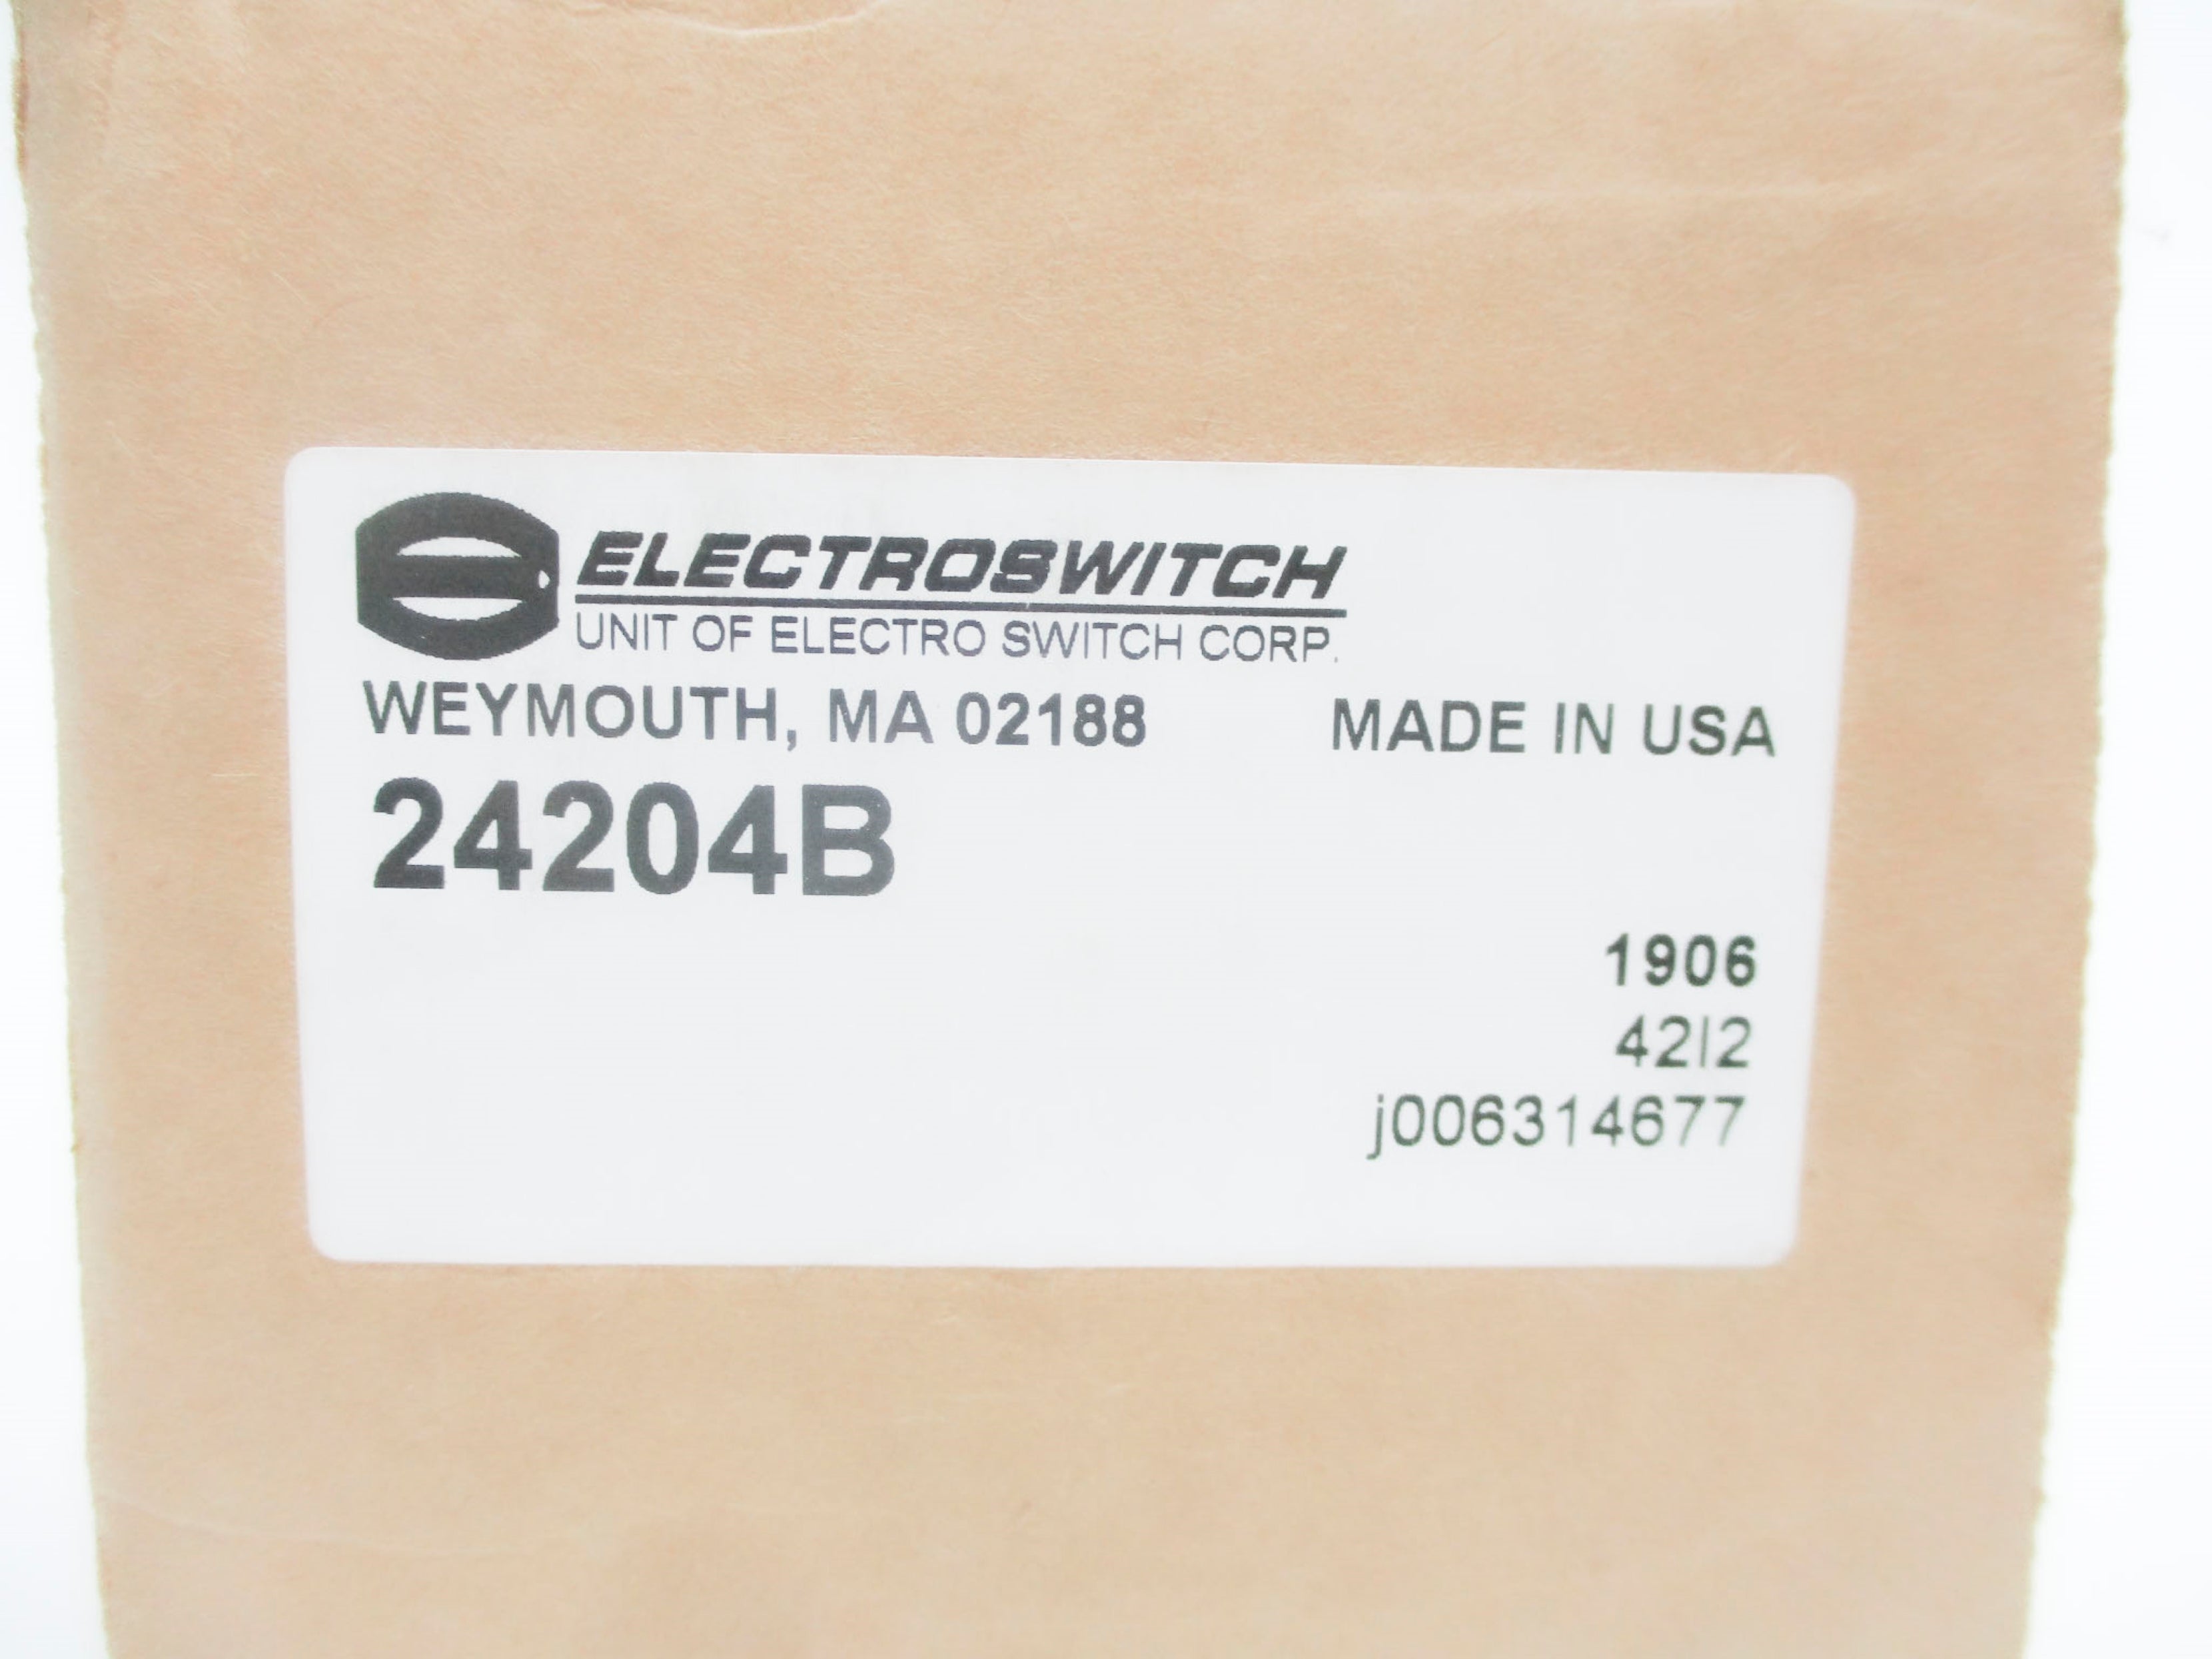 ELECTROSWITCH
UNIT OF ELECTRO SWITCH CORP.
WEYMOUTH, MA 02188 MADE IN USA
24204B
1906
42I2
j006314677